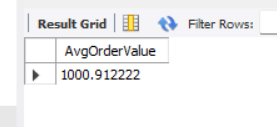 Result Grid Filter Rows:
AvgOrderValue
1000.912222